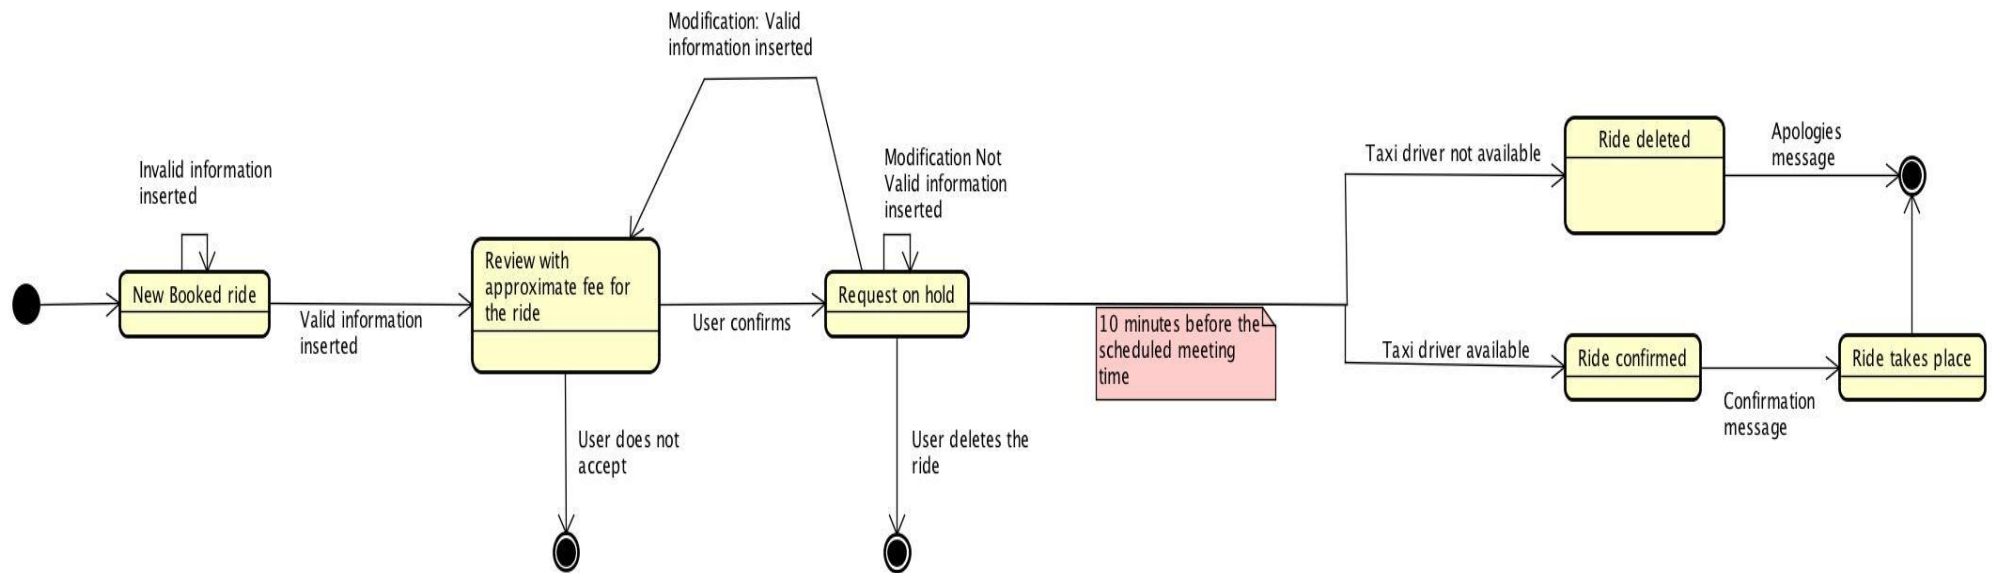 Modification: Valid
information inserted
Invalid information
inserted
Modification Not
Valid information
inserted
Taxi driver not available
Ride deleted
Apologies
message
New Booked ride
Valid information
inserted
Review with
approximate fee for
the ride
User confirms
Request on hold
10 minutes before the
scheduled meeting
time
Taxi driver available
Ride confirmed
Confirmation
message
Ride takes place
User does not
accept
User deletes the
ride